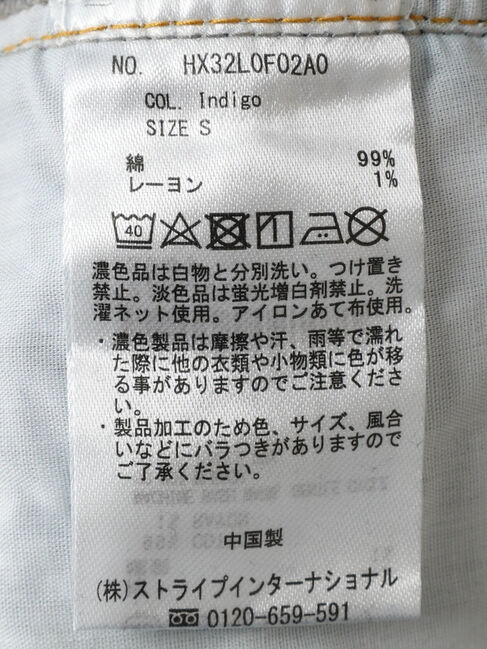 NO. HX32L0F02A0
COL. Indigo
SIZE S
綿 99%
レーヨン 1%
40
濃色品は白物と分別洗い。つけ置き
禁止。淡色品は蛍光増白剤禁止。洗
濯ネット使用。アイロンあて布使用。
・濃色製品は摩擦や汗、雨等で濡れ
た際に他の衣類や小物類に色が移
る事がありますのでご注意くださ
い。
・製品加工のため色、サイズ、風合
いなどにバラつきがありますので
ご了承ください。
中国製
(株)ストライプインターナショナル
0120-659-591